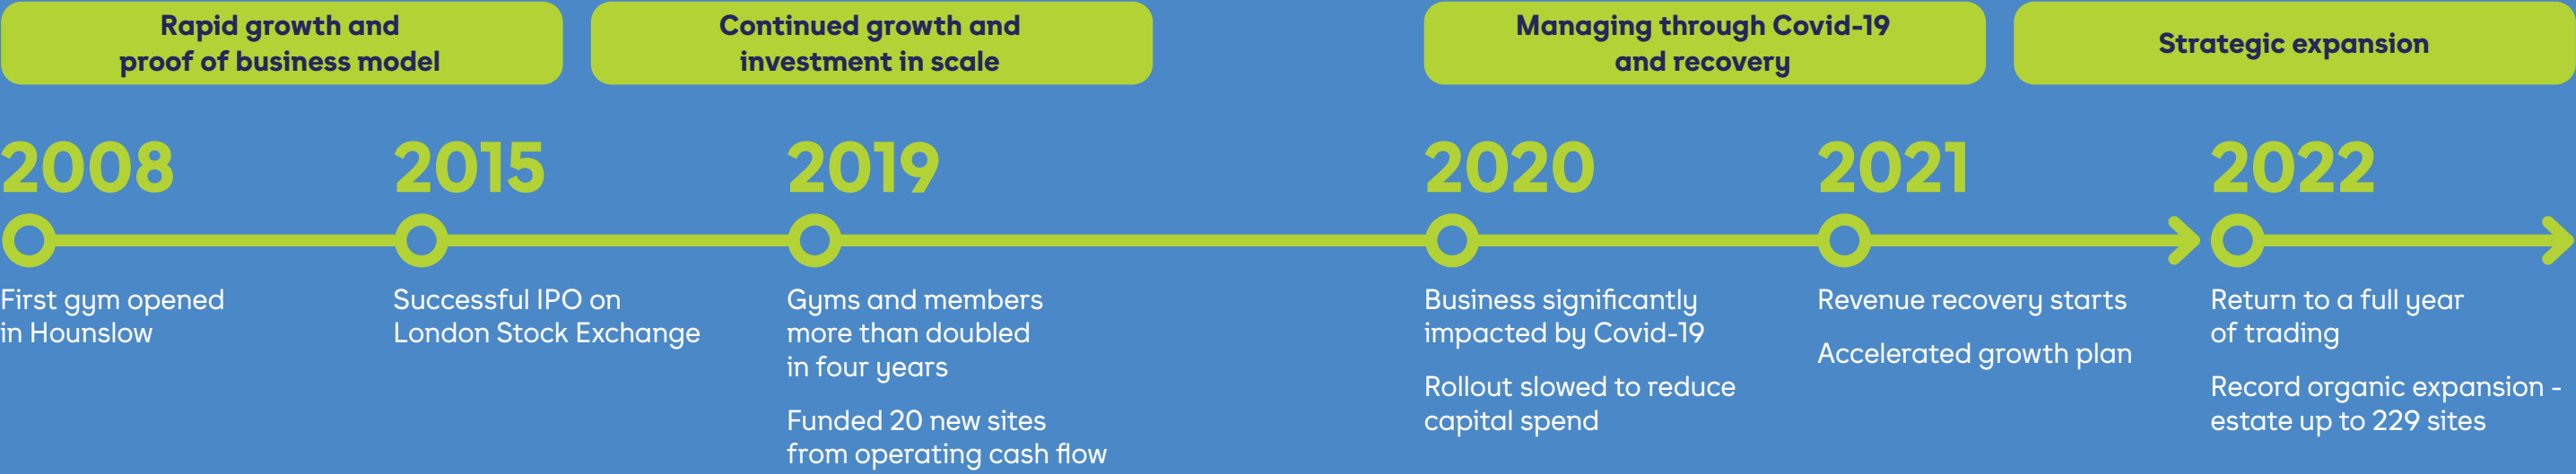 Rapid growth and
proof of business model
Continued growth and
investment in scale
Managing through Covid-19
and recovery
Strategic expansion
2008
First gym opened
in Hounslow
2015
Successful IPO on
London Stock Exchange
2019
Gyms and members
more than doubled
in four years
Funded 20 new sites
from operating cash flow
2020
Business significantly
impacted by Covid-19
Rollout slowed to reduce
capital spend
2021
Revenue recovery starts
Accelerated growth plan
2022
Return to a full year
of trading
Record organic expansion -
estate up to 229 sites